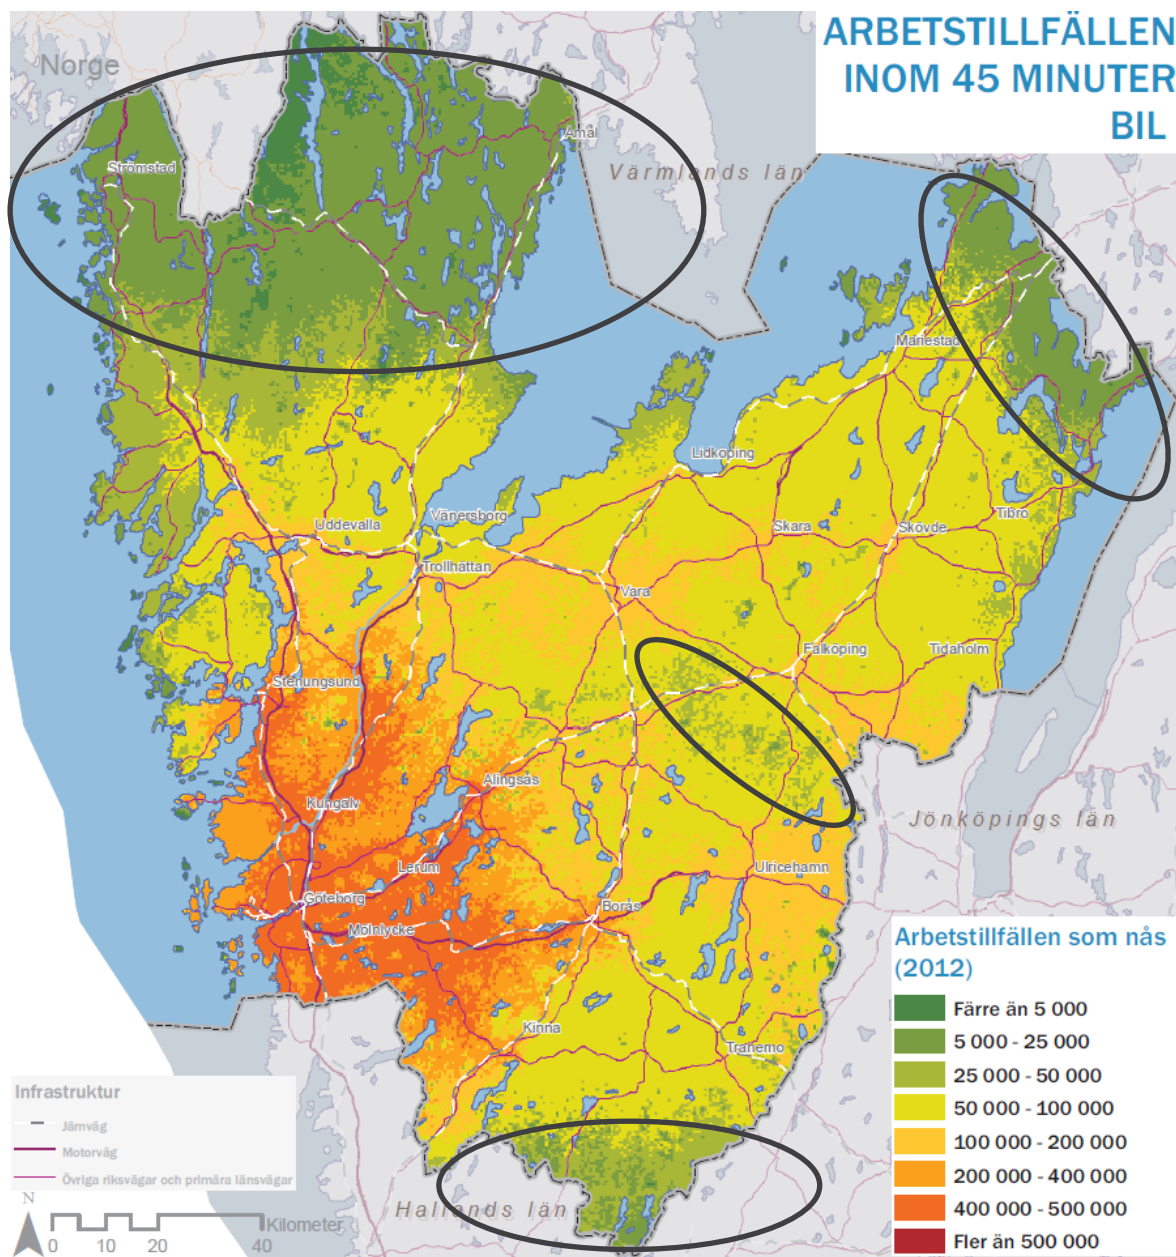 ARBETSTILLFÄLLEN
INOM 45 MINUTER
BIL
Norge
Åmål
Strömstad
Värmlands län
Mariestad
Lidköping
Vänersborg
Uddevalla
Skara
Skövde
Tibro
Trollhättan
Vara
Falköping
Tidaholm
Stenungsund
Alingsås
Kungälv
Jönköpings län
Lerum
Ulricehamn
Göteborg
Borås
Mölnlycke
Kinna
Tranemo
Hallands län
Arbetstillfällen som nås
(2012)
Färre än 5 000
5 000 - 25 000
25 000 - 50 000
50 000 - 100 000
100 000 - 200 000
200 000 - 400 000
400 000 - 500 000
Fler än 500 000
Infrastruktur
Järnväg
Motorväg
Övriga riksvägar och primära länsvägar
N
Kilometer
0 10 20 40